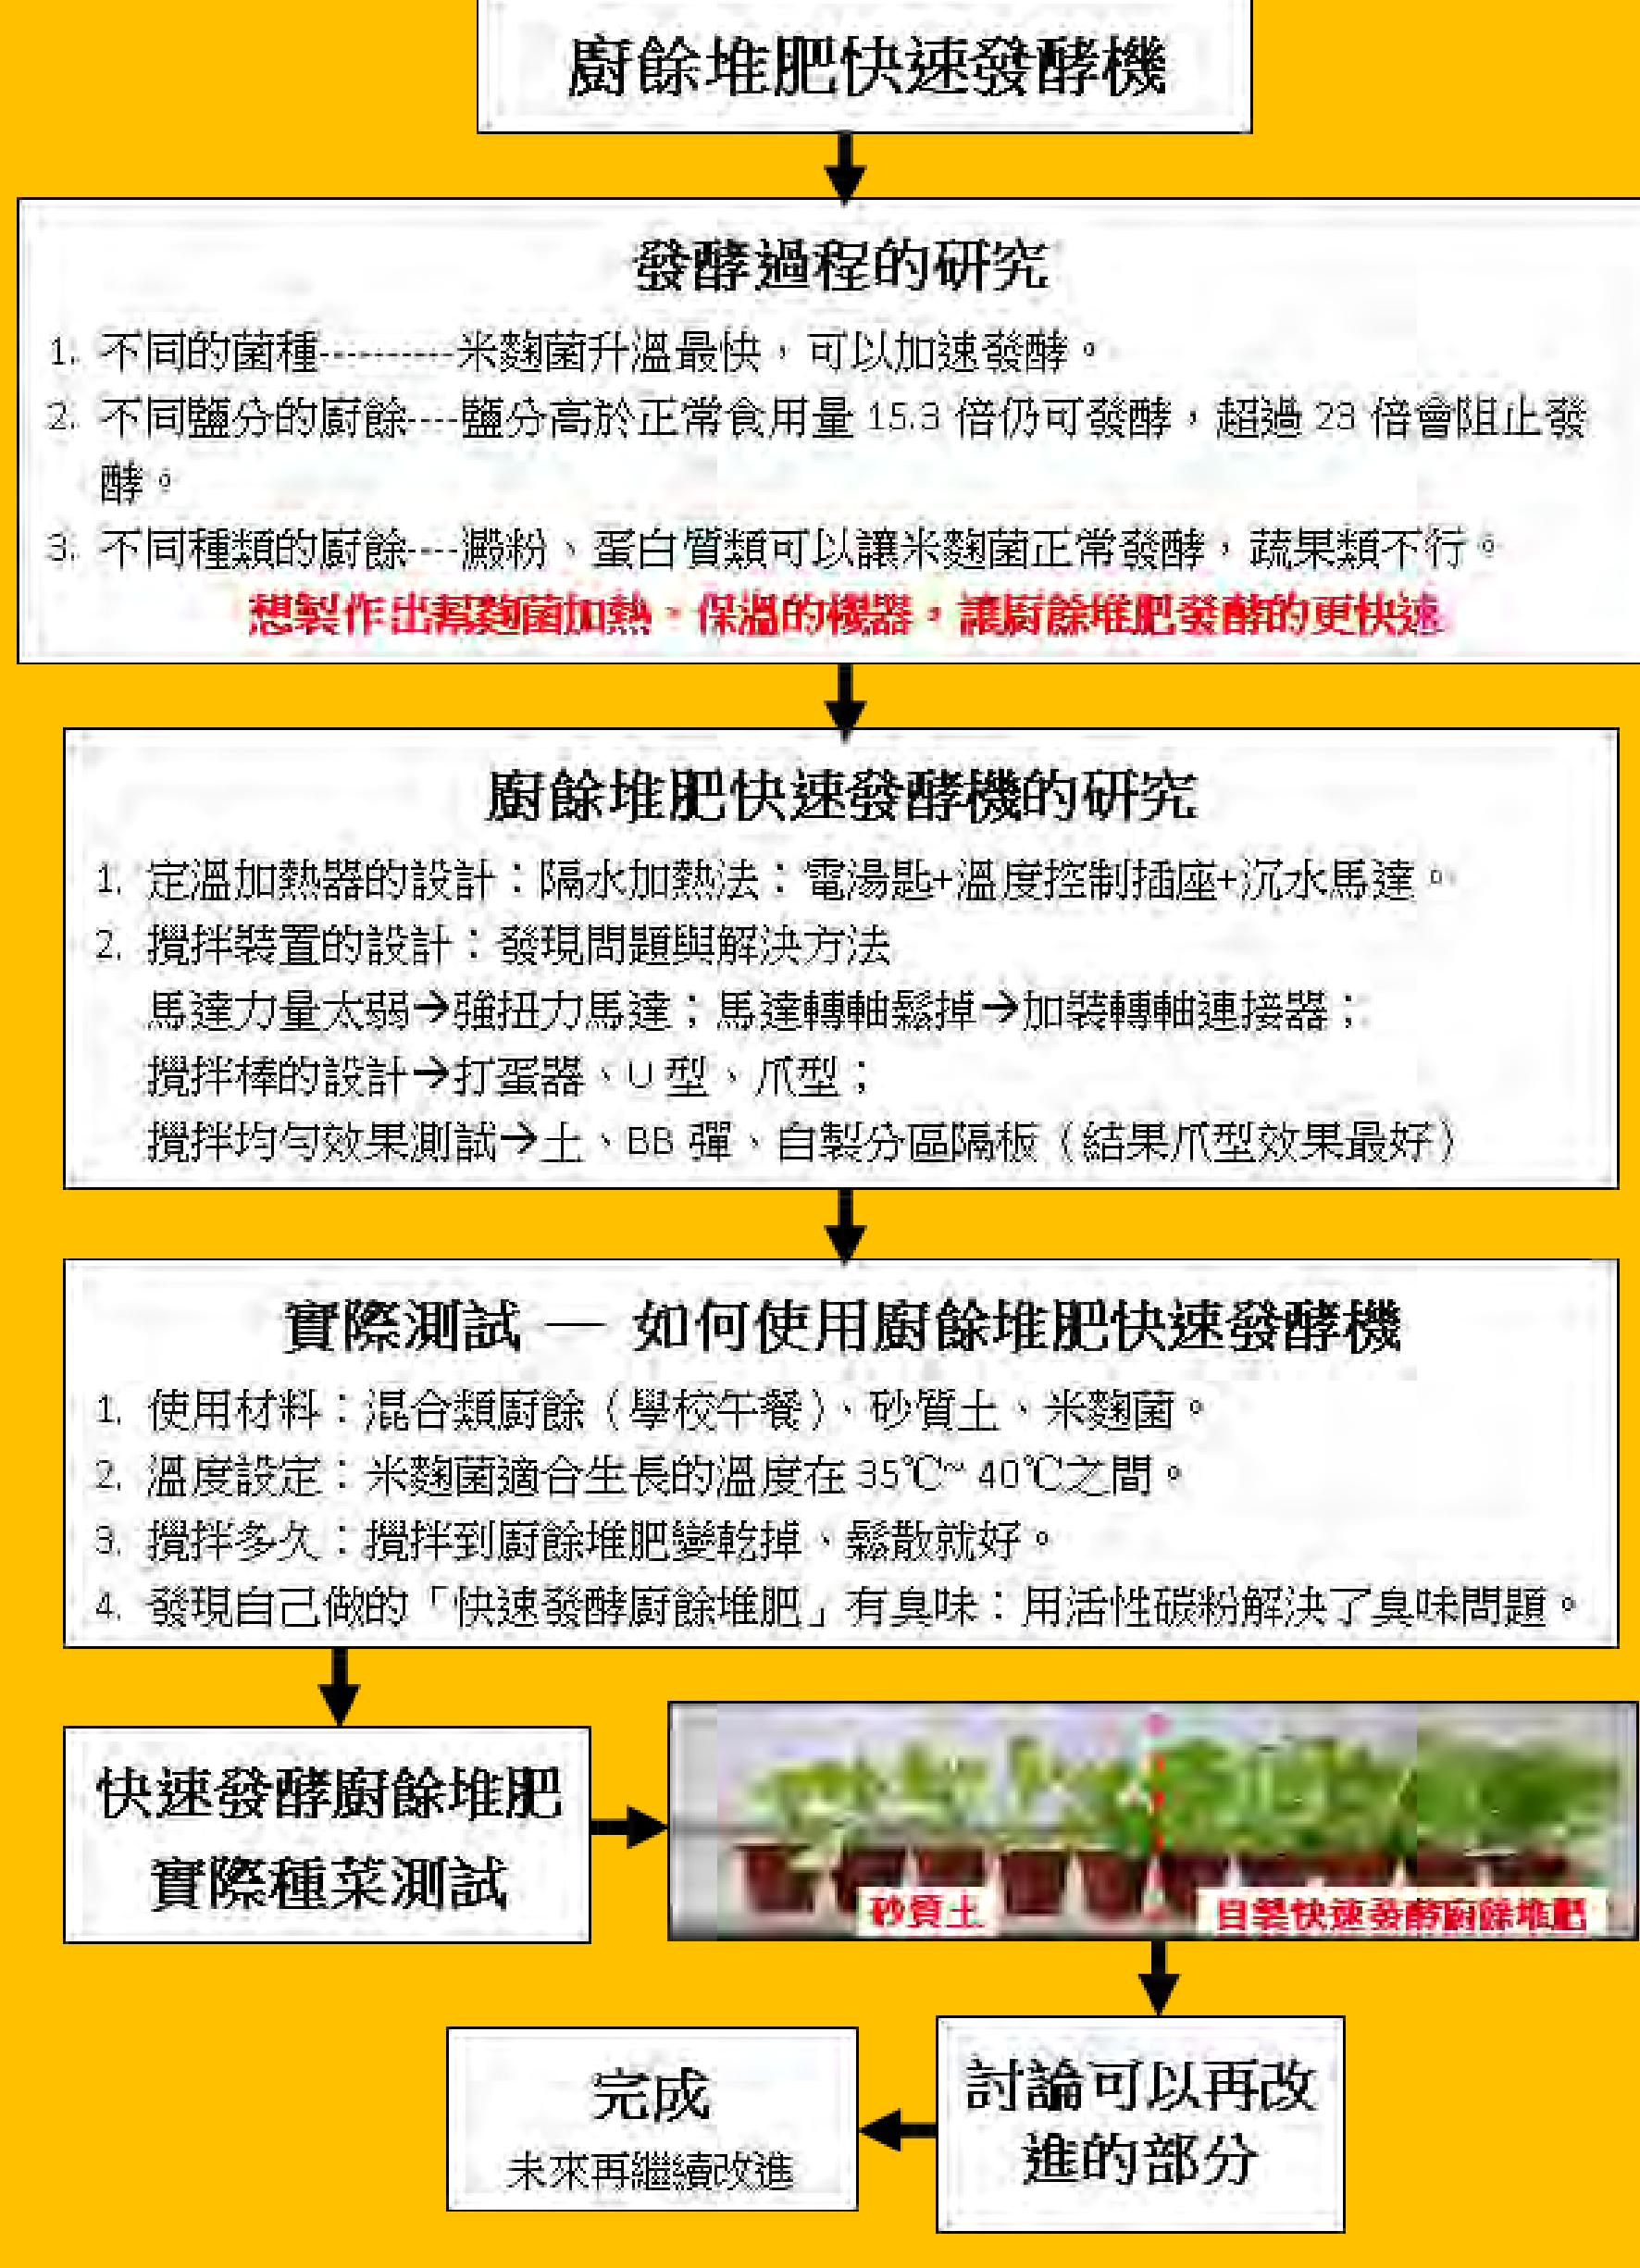 廚餘堆肥快速發酵機
發酵過程的研究
1. 不同的菌種----------米麴菌升溫最快，可以加速發酵。
2. 不同鹽分的廚餘----鹽分高於正常食用量 15.3 倍仍可發酵，超過 23 倍會阻止發
酵。
3. 不同種類的廚餘----澱粉、蛋白質類可以讓米麴菌正常發酵，蔬果類不行。
想製作出幫麴菌加熱、保溫的機器，讓廚餘堆肥發酵的更快速
廚餘堆肥快速發酵機的研究
1. 定溫加熱器的設計：隔水加熱法：電湯匙+溫度控制插座+沉水馬達。
2. 攪拌裝置的設計：發現問題與解決方法
馬達力量太弱→強扭力馬達；馬達轉軸鬆掉→加裝轉軸連接器；
攪拌棒的設計→打蛋器、U 型、爪型；
攪拌均勻效果測試→土、BB 彈、自製分區隔板（結果爪型效果最好）
實際測試 — 如何使用廚餘堆肥快速發酵機
1. 使用材料：混合類廚餘（學校午餐）、砂質土、米麴菌。
2. 溫度設定：米麴菌適合生長的溫度在 35℃~ 40℃之間。
3. 攪拌多久：攪拌到廚餘堆肥變乾掉、鬆散就好。
4. 發現自己做的「快速發酵廚餘堆肥」有臭味：用活性碳粉解決了臭味問題。
快速發酵廚餘堆肥
實際種菜測試
砂質土
自製快速發酵廚餘堆肥
討論可以再改
進的部分
完成
未來再繼續改進